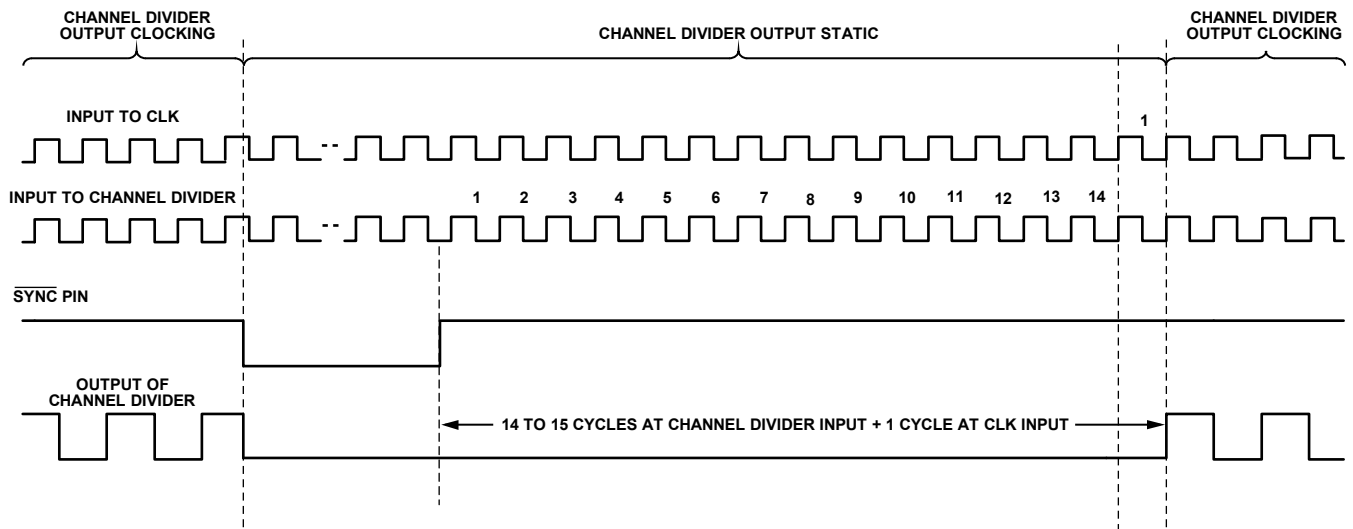 CHANNEL DIVIDER
OUTPUT CLOCKING
CHANNEL DIVIDER OUTPUT STATIC
CHANNEL DIVIDER
OUTPUT CLOCKING
INPUT TO CLK
1
INPUT TO CHANNEL DIVIDER
1 2 3 4 5 6 7 8 9 10 11 12 13 14
SYNC PIN
OUTPUT OF
CHANNEL DIVIDER
14 TO 15 CYCLES AT CHANNEL DIVIDER INPUT + 1 CYCLE AT CLK INPUT